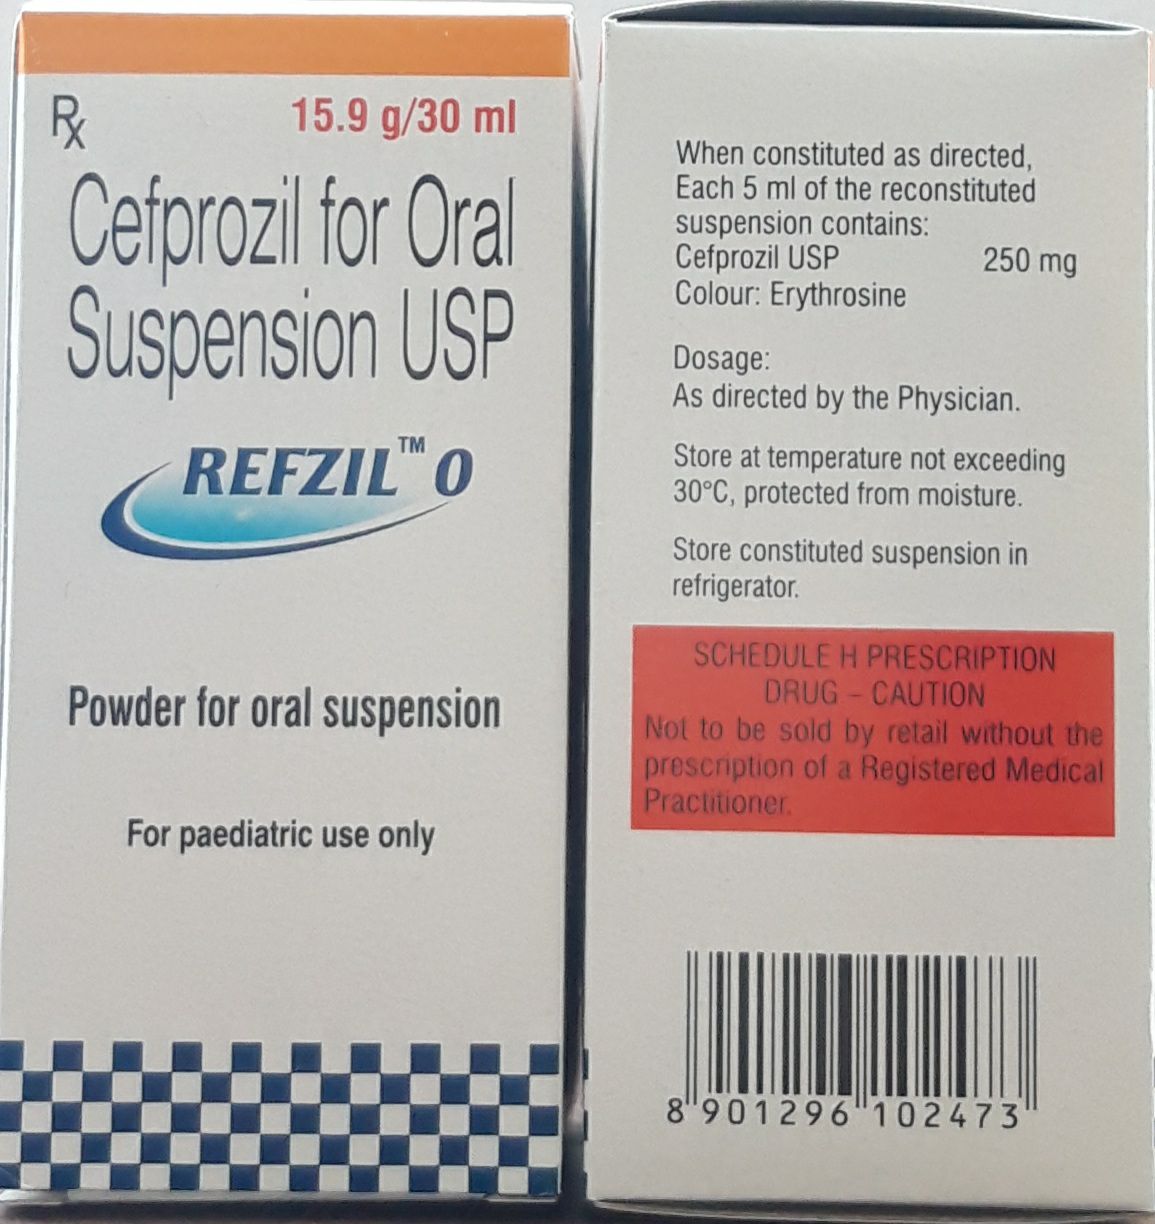 Rx 15.9 g/30 ml
Cefprozil for Oral
Suspension USP
REFZIL™ O
Powder for oral suspension
For paediatric use only
When constituted as directed,
Each 5 ml of the reconstituted
suspension contains:
Cefprozil USP 250 mg
Colour: Erythrosine
Dosage:
As directed by the Physician.
Store at temperature not exceeding
30°C, protected from moisture.
Store constituted suspension in
refrigerator.
SCHEDULE H PRESCRIPTION
DRUG – CAUTION
Not to be sold by retail without the
prescription of a Registered Medical
Practitioner.
8 901296 102473